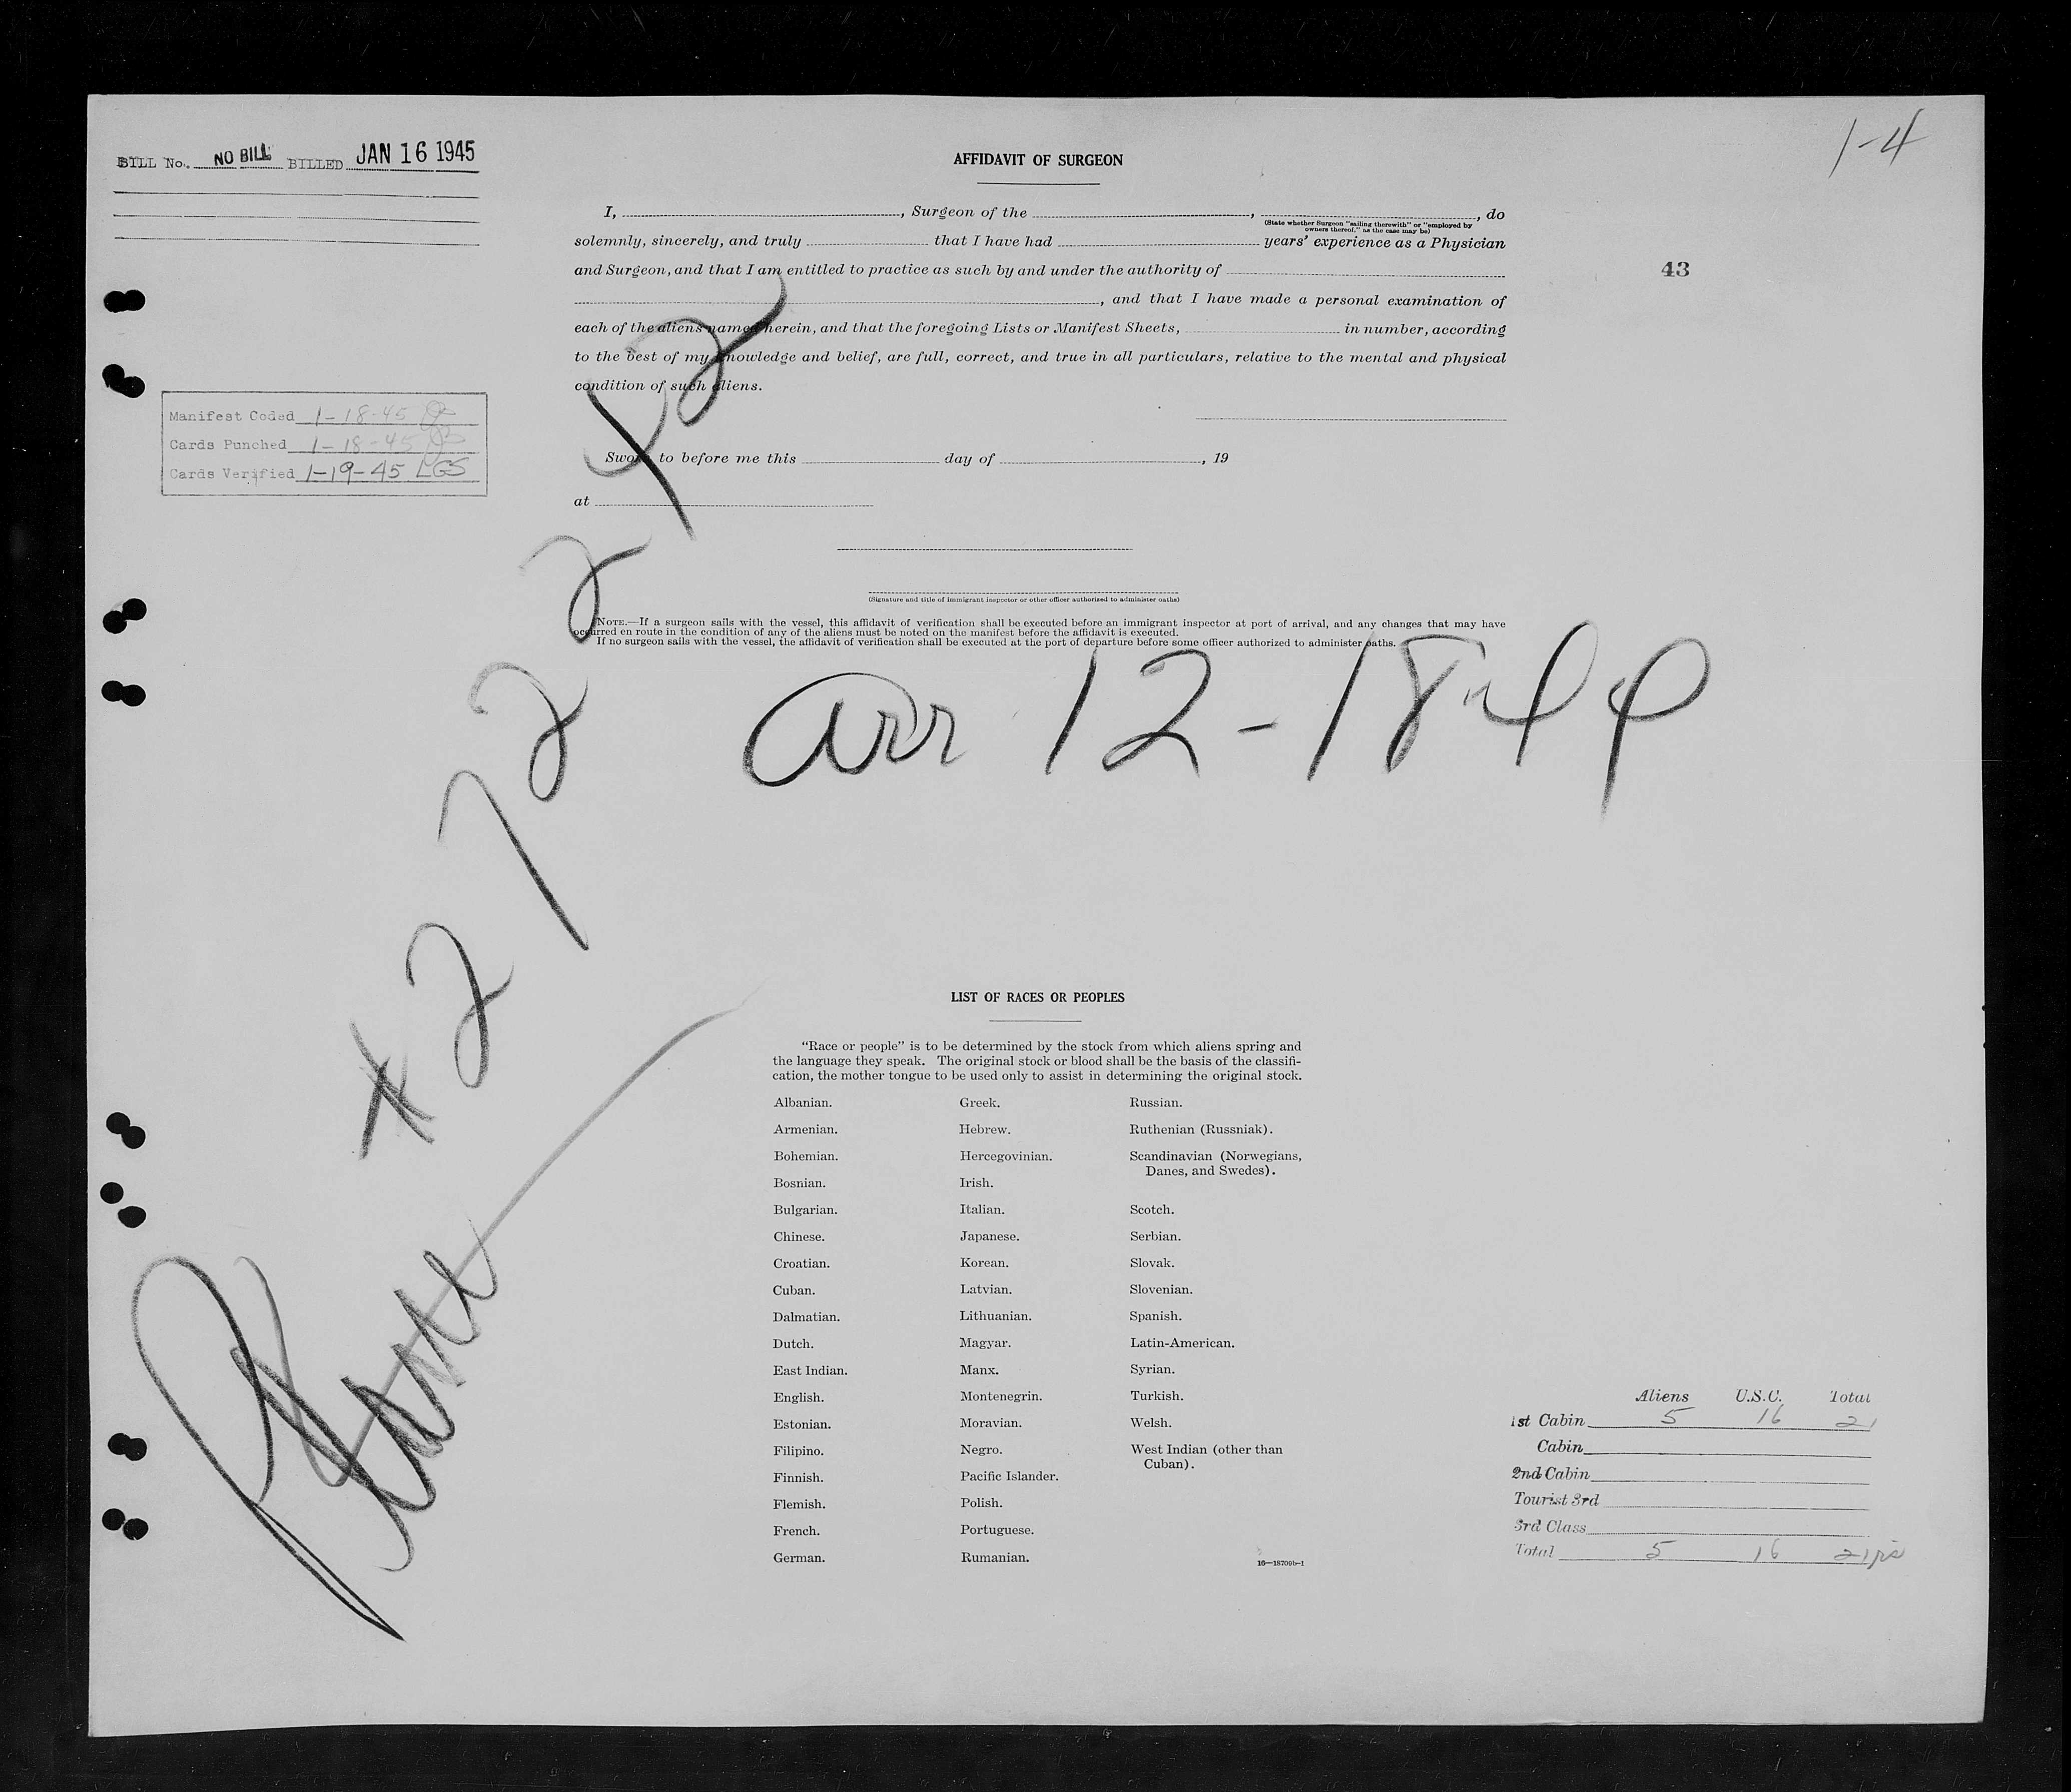 1-4
BILL No. NO BILL BILLED JAN 16 1945
AFFIDAVIT OF SURGEON
I, , Surgeon of the , , do
(State whether Surgeon "sailing therewith" or "employed by
owners thereof," as the case may be)
solemnly, sincerely, and truly that I have had years' experience as a Physician
and Surgeon, and that I am entitled to practice as such by and under the authority of
43
, and that I have made a personal examination of
each of the aliens named herein, and that the foregoing Lists or Manifest Sheets, in number, according
to the best of my knowledge and belief, are full, correct, and true in all particulars, relative to the mental and physical
condition of such aliens.
Manifest Coded 1-18-45
Cards Punched 1-18-45
Cards Verified 1-19-45 LGS
Sworn to before me this day of , 19
at
(Signature and title of immigrant inspector or other officer authorized to administer oaths)
NOTE.—If a surgeon sails with the vessel, this affidavit of verification shall be executed before an immigrant inspector at port of arrival, and any changes that may have
occurred en route in the condition of any of the aliens must be noted on the manifest before the affidavit is executed.
If no surgeon sails with the vessel, the affidavit of verification shall be executed at the port of departure before some officer authorized to administer oaths.
arr 12-18-44
LIST OF RACES OR PEOPLES
"Race or people" is to be determined by the stock from which aliens spring and
the language they speak. The original stock or blood shall be the basis of the classifi-
cation, the mother tongue to be used only to assist in determining the original stock.
Albanian. Greek. Russian.
Armenian. Hebrew. Ruthenian (Russniak).
Bohemian. Hercegovinian. Scandinavian (Norwegians,
Danes, and Swedes).
Bosnian. Irish.
Bulgarian. Italian. Scotch.
Chinese. Japanese. Serbian.
Croatian. Korean. Slovak.
Cuban. Latvian. Slovenian.
Dalmatian. Lithuanian. Spanish.
Dutch. Magyar. Latin-American.
East Indian. Manx. Syrian.
English. Montenegrin. Turkish.
Estonian. Moravian. Welsh.
Filipino. Negro. West Indian (other than
Cuban).
Finnish. Pacific Islander.
Flemish. Polish.
French. Portuguese.
German. Rumanian.
16—18700b-1
Aliens U.S.C. Total
1st Cabin 5 16 21
Cabin
2nd Cabin
Tourist 3rd
3rd Class
Total 5 16 21